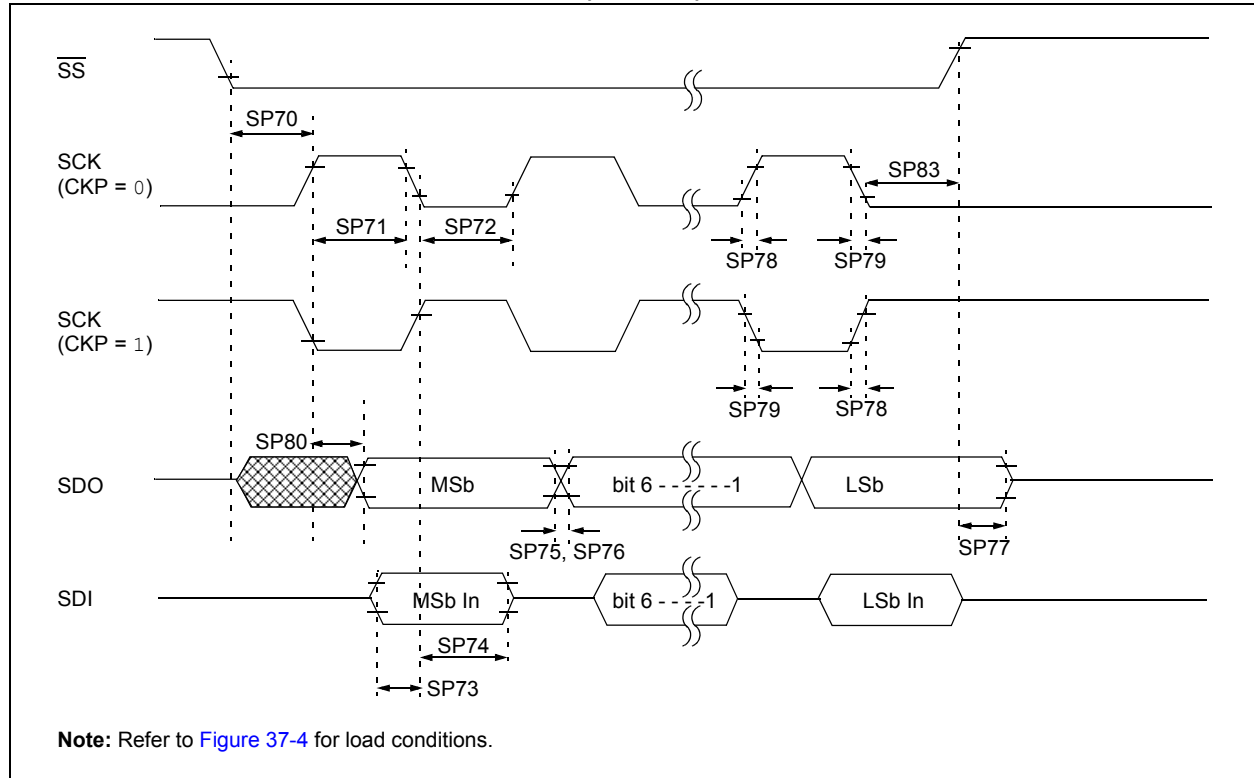 SS
SP70
SCK
(CKP = 0)
SP83
SP71
SP72
SP78
SP79
SCK
(CKP = 1)
SP79
SP78
SP80
SDO
MSb
bit 6 - - - - - -1
LSb
SP75, SP76
SP77
SDI
MSb In
bit 6 - - - -1
LSb In
SP74
SP73
Note: Refer to Figure 37-4 for load conditions.